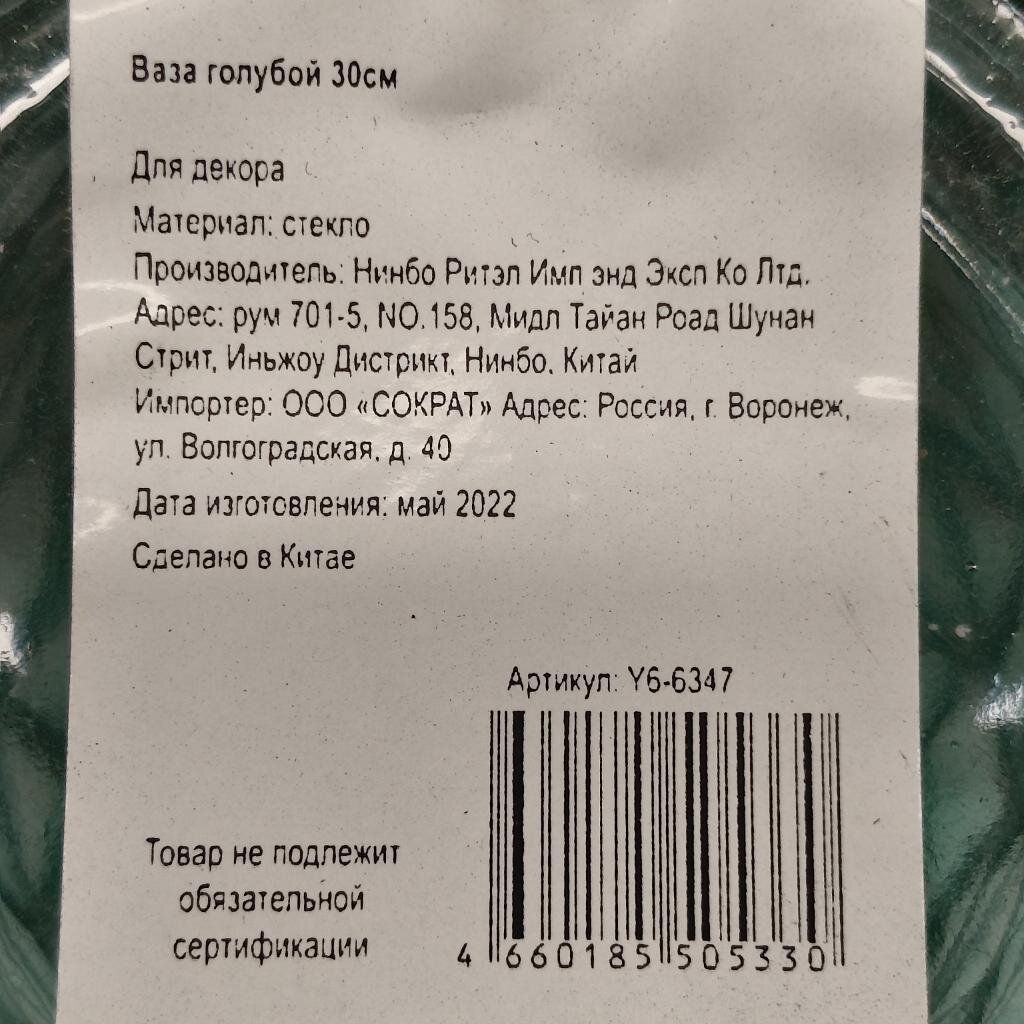 Ваза голубой 30см
Для декора
Материал: стекло
Производитель: Нинбо Ритэл Имп энд Эксп Ко Лтд.
Адрес: рум 701-5, NO.158, Мидл Тайан Роад Шунан
Стрит, Иньжоу Дистрикт, Нинбо. Китай
Импортер: ООО «СОКРАТ» Адрес: Россия, г. Воронеж,
ул. Волгоградская, д. 40
Дата изготовления: май 2022
Сделано в Китае
Артикул: Y6-6347
Товар не подлежит
обязательной
сертификации
4 660185 505330